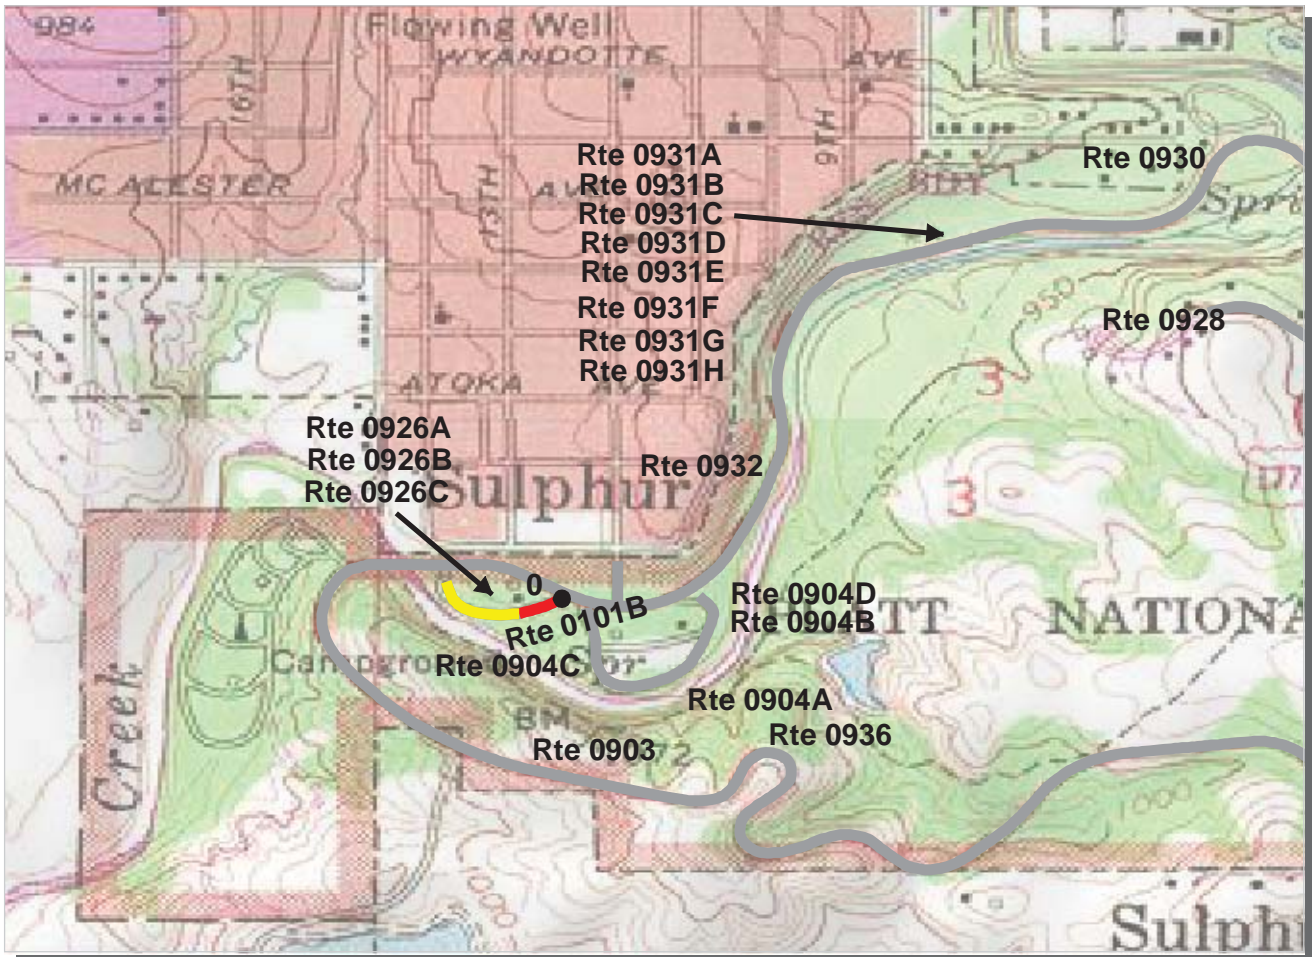 984
Flowing Well
WYANDOTTE
AVE
16TH
9TH
Rte 0931A
Rte 0930
MC ALESTER
AVE
Rte 0931B
13TH
Rte 0931C
Rte 0931D
Rte 0931E
950
Rte 0931F
Rte 0928
Rte 0931G
Rte 0931H
ATOKA
AVE
3
Rte 0926A
Rte 0926B
Rte 0932
Rte 0926C
Sulphur
3
0
Rte 0904D
Rte 0101B
Rte 0904B
NATIONA
Rte 0904C
Creek
Rte 0904A
BM
Rte 0936
Rte 0903
1000
Sulph